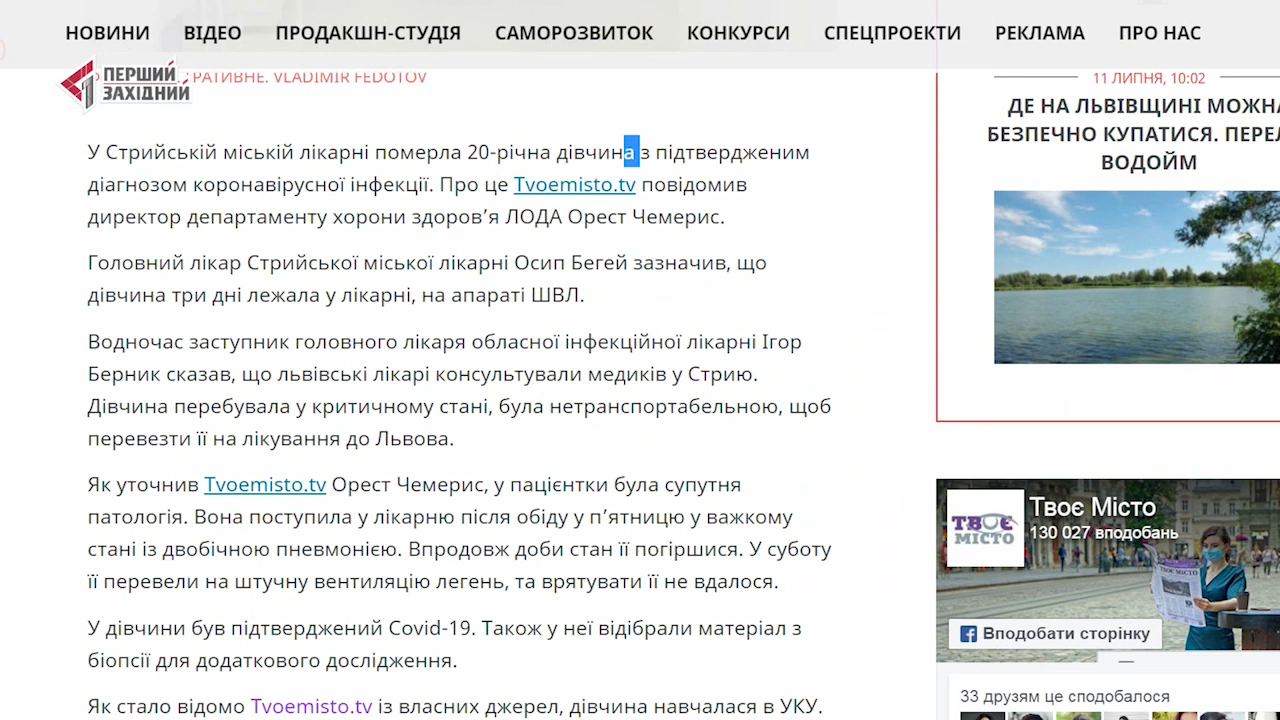 НОВИНИ ВІДЕО ПРОДАКШН-СТУДІЯ САМОРОЗВИТОК КОНКУРСИ СПЕЦПРОЕКТИ РЕКЛАМА ПРО НАС
ПЕРШИЙ
ЗАХІДНИЙ
РАТИВНЕ. VLADIMIR FEDOTOV
У Стрийській міській лікарні померла 20-річна дівчина з підтвердженим
діагнозом коронавірусної інфекції. Про це Tvoemisto.tv повідомив
директор департаменту хорони здоров’я ЛОДА Орест Чемерис.
Головний лікар Стрийської міської лікарні Осип Бегей зазначив, що
дівчина три дні лежала у лікарні, на апараті ШВЛ.
Водночас заступник головного лікаря обласної інфекційної лікарні Ігор
Берник сказав, що львівські лікарі консультували медиків у Стрию.
Дівчина перебувала у критичному стані, була нетранспортабельною, щоб
перевезти її на лікування до Львова.
Як уточнив Tvoemisto.tv Орест Чемерис, у пацієнтки була супутня
патологія. Вона поступила у лікарню після обіду у п’ятницю у важкому
стані із двобічною пневмонією. Впродовж доби стан її погіршися. У суботу
її перевели на штучну вентиляцію легень, та врятувати її не вдалося.
У дівчини був підтверджений Covid-19. Також у неї відібрали матеріал з
біопсії для додаткового дослідження.
Як стало відомо Tvoemisto.tv із власних джерел, дівчина навчалася в УКУ.
11 ЛИПНЯ, 10:02
ДЕ НА ЛЬВІВЩИНІ МОЖНА
БЕЗПЕЧНО КУПАТИСЯ. ПЕРЕЛ
ВОДОЙМ
ТВОЄ
МІСТО
Твоє Місто
130 027 вподобань
ТВОЄ МІСТО
Вподобати сторінку
33 друзям це сподобалося